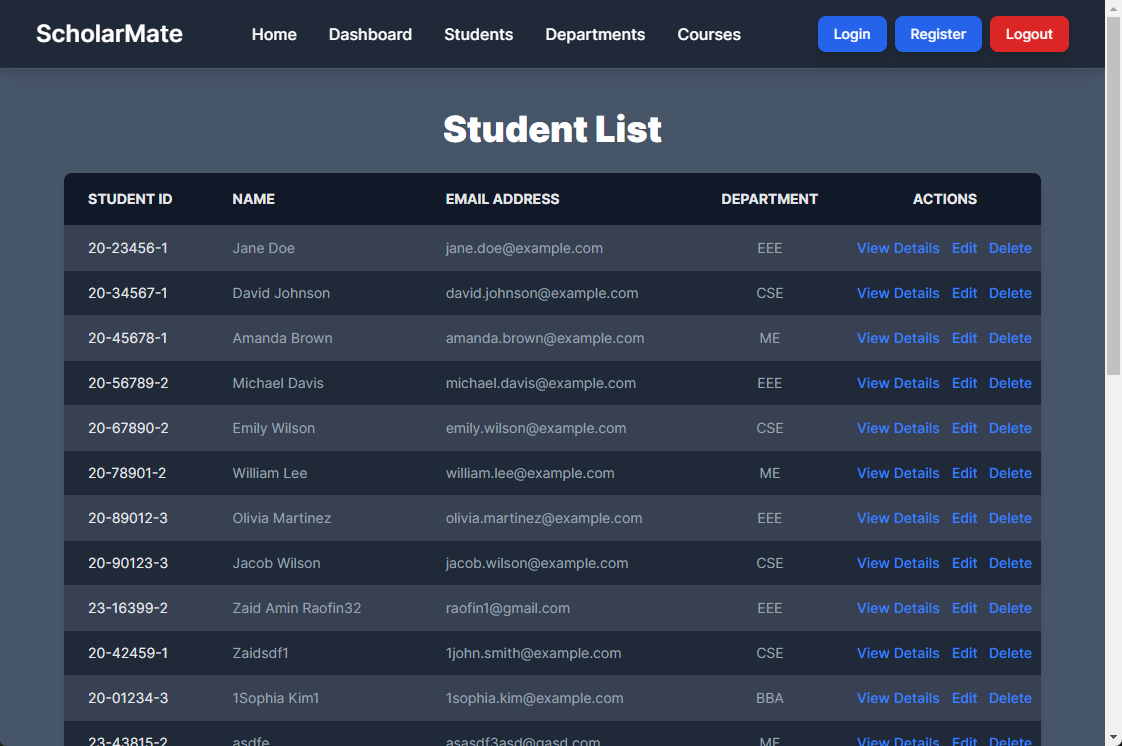 ScholarMate Home Dashboard Students Departments Courses Login Register Logout
Student List
STUDENT ID NAME EMAIL ADDRESS DEPARTMENT ACTIONS
20-23456-1 Jane Doe jane.doe@example.com EEE View Details Edit Delete
20-34567-1 David Johnson david.johnson@example.com CSE View Details Edit Delete
20-45678-1 Amanda Brown amanda.brown@example.com ME View Details Edit Delete
20-56789-2 Michael Davis michael.davis@example.com EEE View Details Edit Delete
20-67890-2 Emily Wilson emily.wilson@example.com CSE View Details Edit Delete
20-78901-2 William Lee william.lee@example.com ME View Details Edit Delete
20-89012-3 Olivia Martinez olivia.martinez@example.com EEE View Details Edit Delete
20-90123-3 Jacob Wilson jacob.wilson@example.com CSE View Details Edit Delete
23-16399-2 Zaid Amin Raofin32 raofin1@gmail.com EEE View Details Edit Delete
20-42459-1 Zaidsdf1 1john.smith@example.com CSE View Details Edit Delete
20-01234-3 1Sophia Kim1 1sophia.kim@example.com BBA View Details Edit Delete
23-43815-2 asdfe asasdf3asd@gasd.com ME View Details Edit Delete